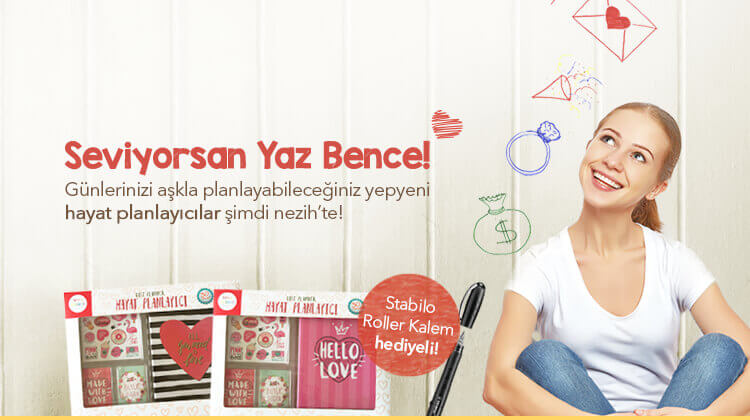 Seviyorsan Yaz Bence!
Günlerinizi aşkla planlayabileceğiniz yepyeni
hayat planlayıcılar şimdi nezih'te!
Stabilo
Roller Kalem
hediyeli!
HAYAT PLANLAYICI
HAYAT PLANLAYICI
MADE
WITH
LOVE
HELLO
LOVE
MADE
WITH
LOVE
$